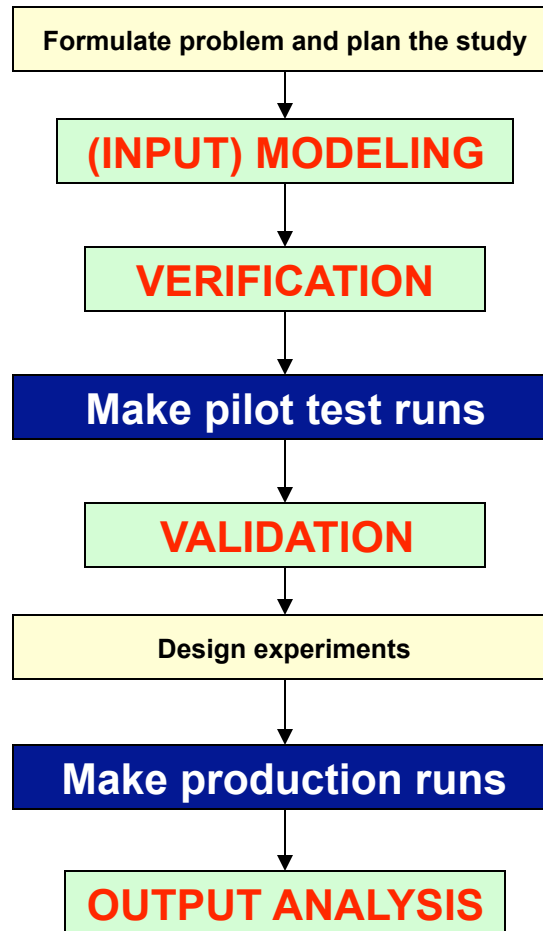 Formulate problem and plan the study
(INPUT) MODELING
VERIFICATION
Make pilot test runs
VALIDATION
Design experiments
Make production runs
OUTPUT ANALYSIS